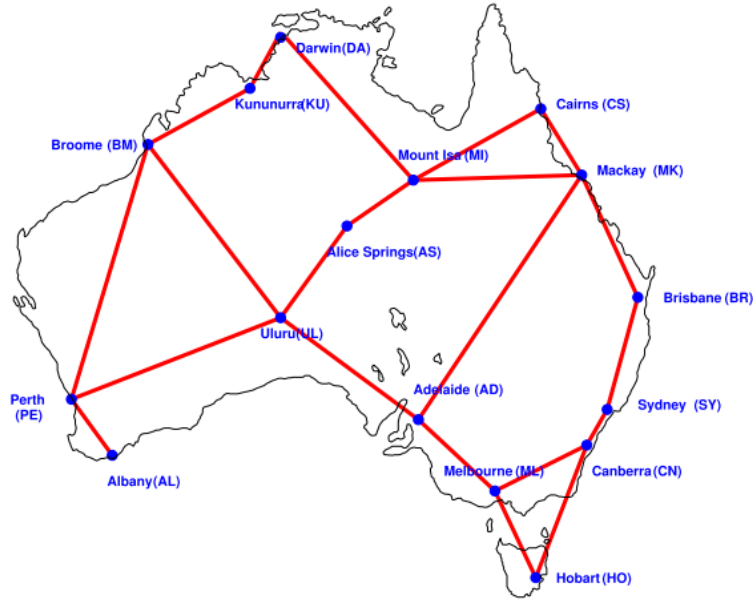 Darwin(DA)
Kununurra(KU)
Cairns (CS)
Broome (BM)
Mount Isa (MI)
Mackay (MK)
Alice Springs(AS)
Brisbane (BR)
Uluru(UL)
Adelaide (AD)
Perth
(PE)
Sydney (SY)
Melbourne (ML)
Canberra(CN)
Albany(AL)
Hobart (HO)